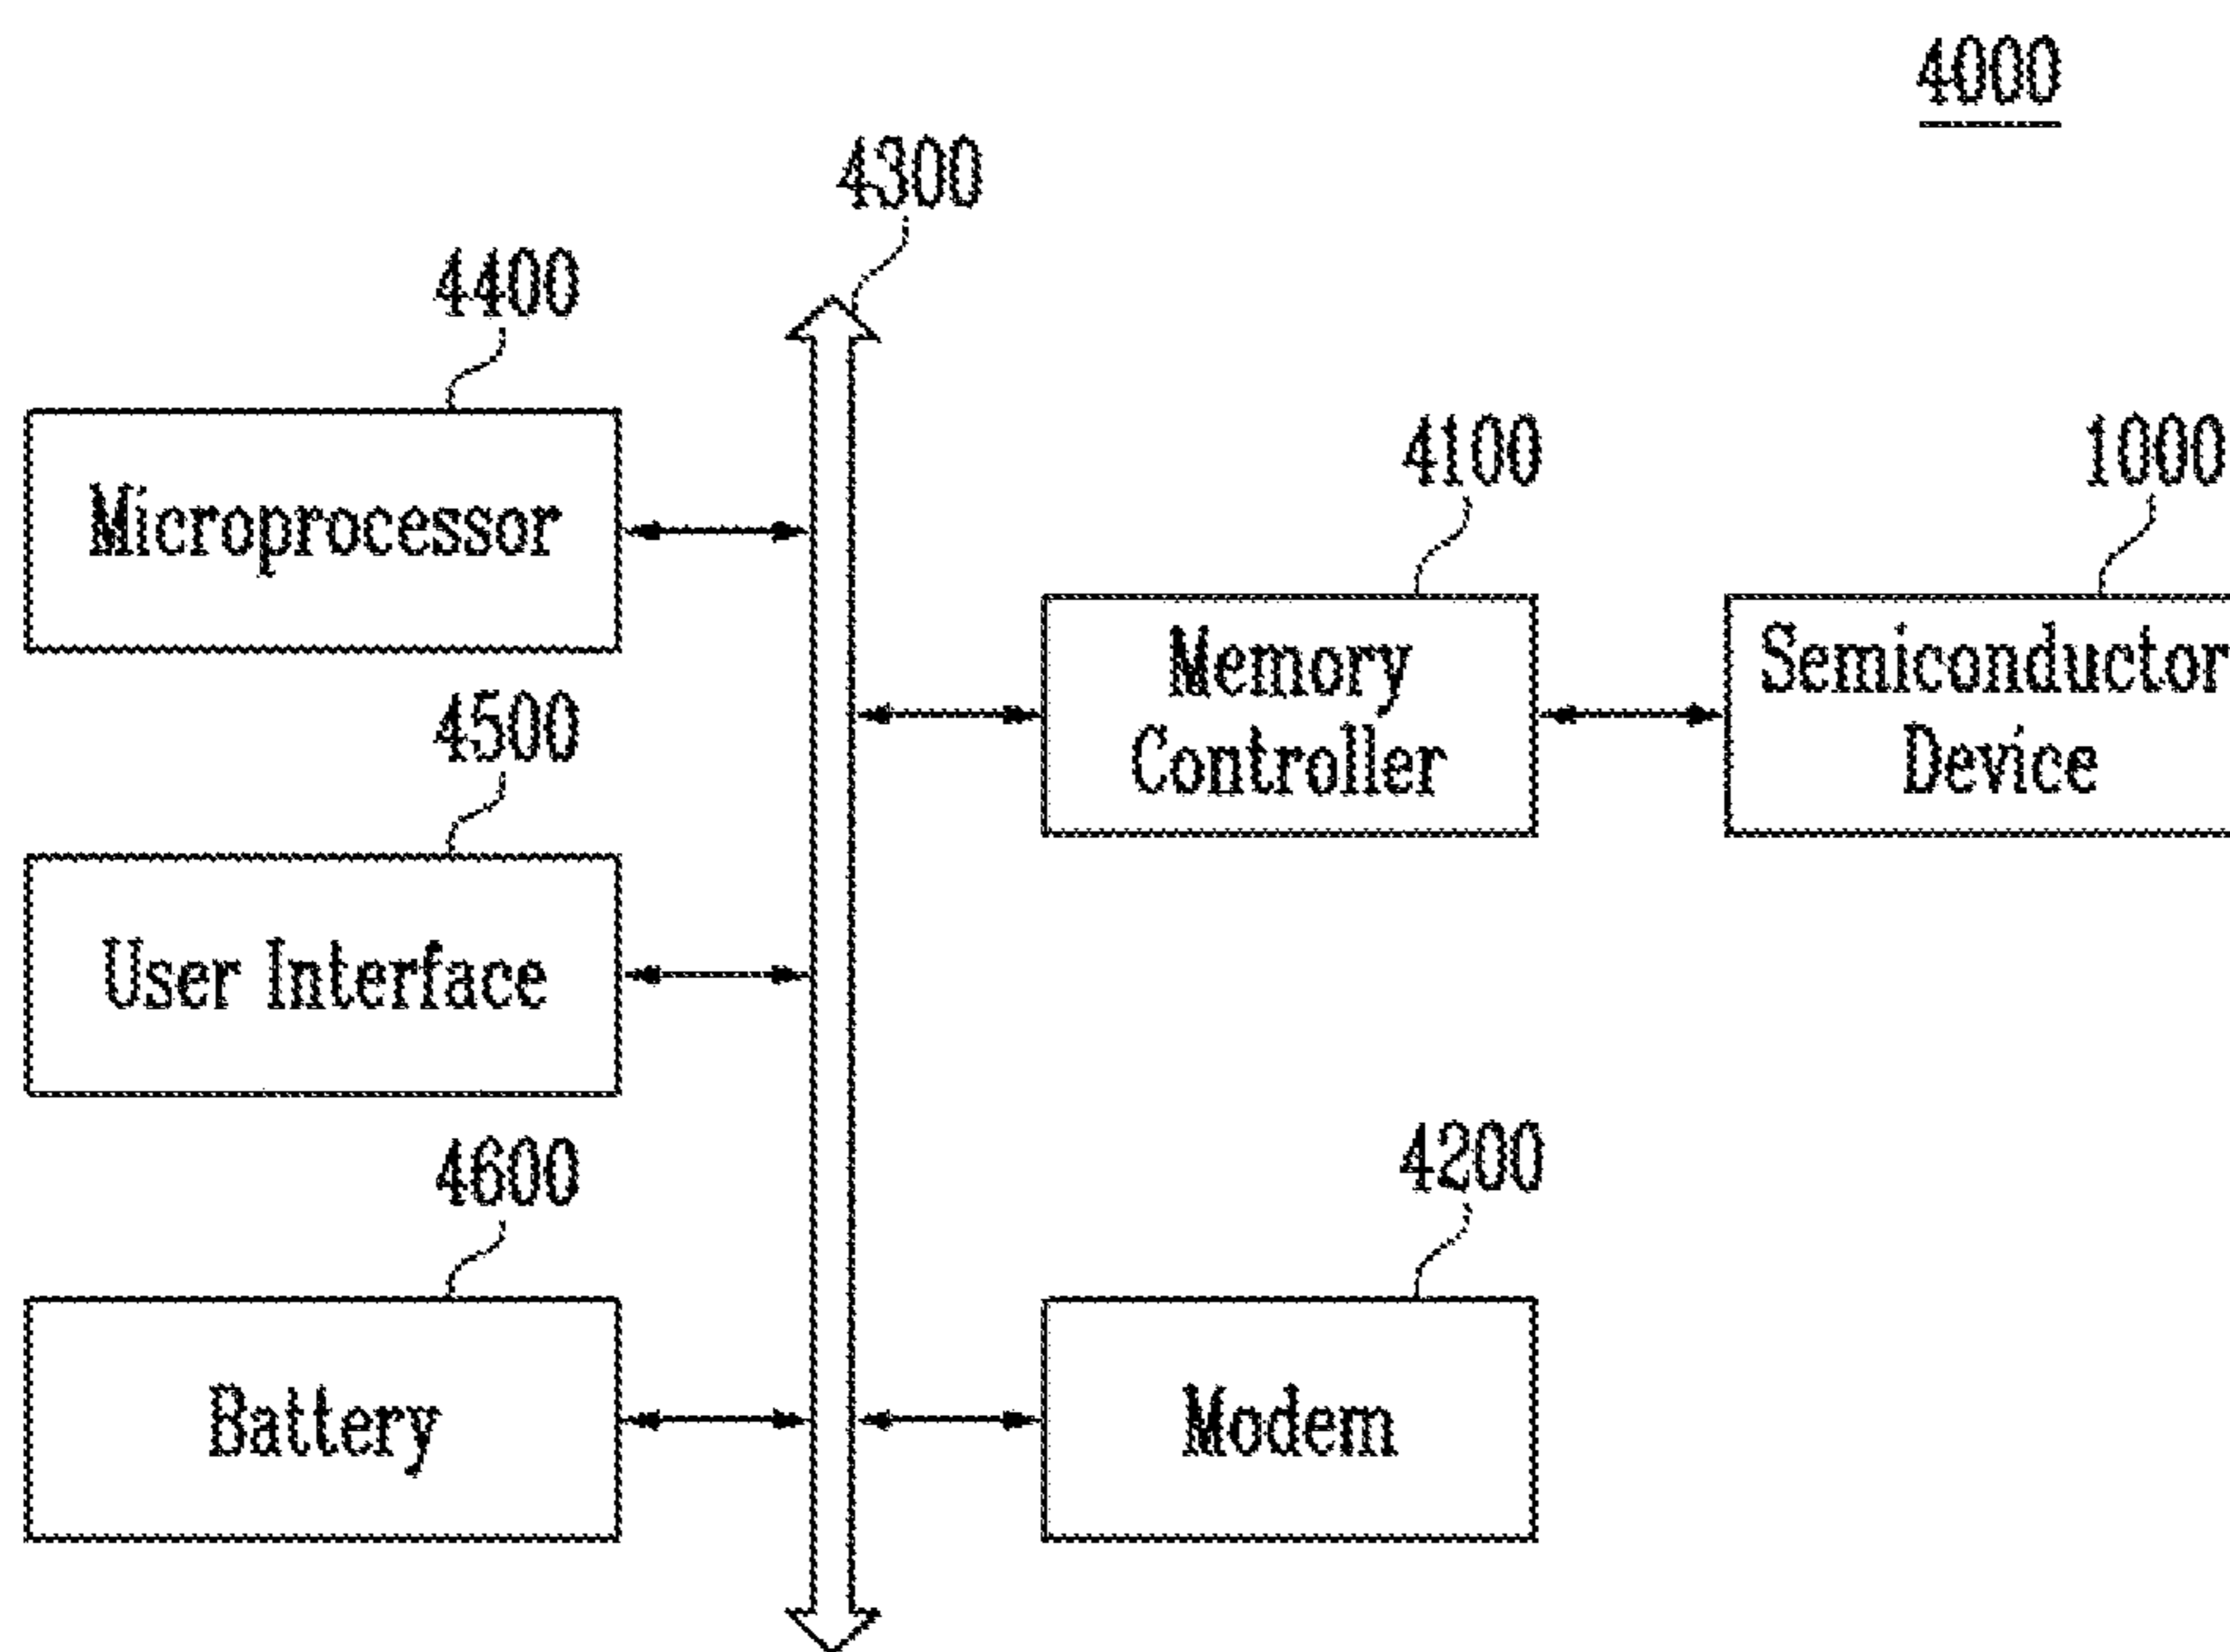 4000
4300
4400
Microprocessor
4100
1000
Memory
Controller
Semiconductor
Device
4500
User Interface
4600
Battery
4200
Modem